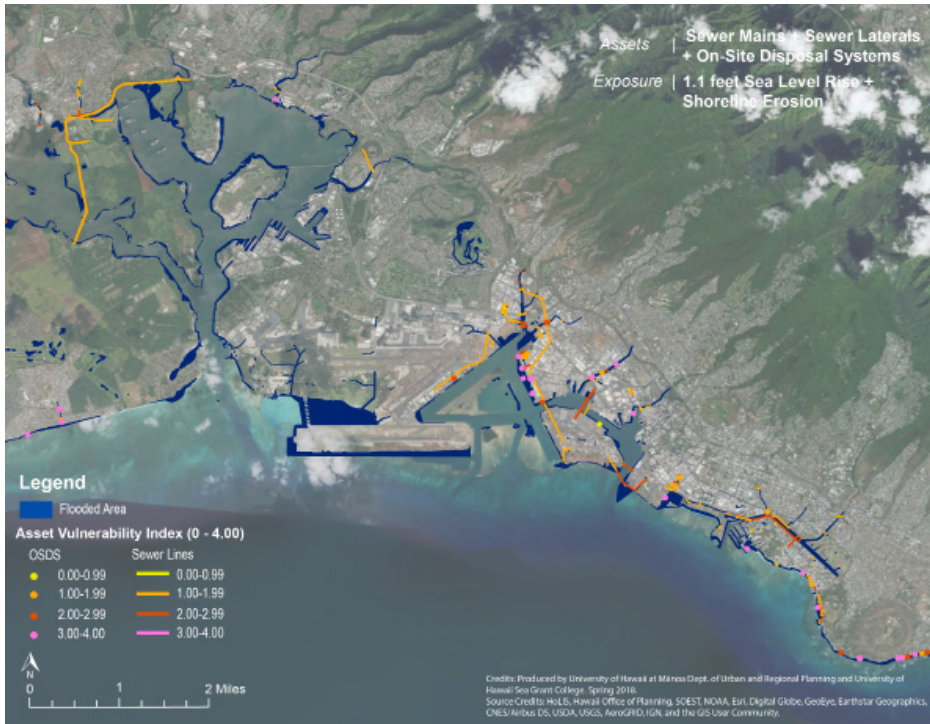 Assets | Sewer Mains + Sewer Laterals
+ On-Site Disposal Systems
Exposure | 1.1 feet Sea Level Rise +
Shoreline Erosion
Legend
Flooded Area
Asset Vulnerability Index (0 - 4.00)
OSDS Sewer Lines
0.00-0.99 0.00-0.99
1.00-1.99 1.00-1.99
2.00-2.99 2.00-2.99
3.00-4.00 3.00-4.00
N
0 1 2 Miles
Credits: Produced by University of Hawaii at Mānoa Dept. of Urban and Regional Planning and University of
Hawaii Sea Grant College. Spring 2018.
Source Credits: HoLIS, Hawaii Office of Planning, SOEST, NOAA, Esri, Digital Globe, GeoEye, Earthstar Geographics,
CNES/Airbus DS, USDA, USGS, AeroGRID, IGN, and the GIS User Community.